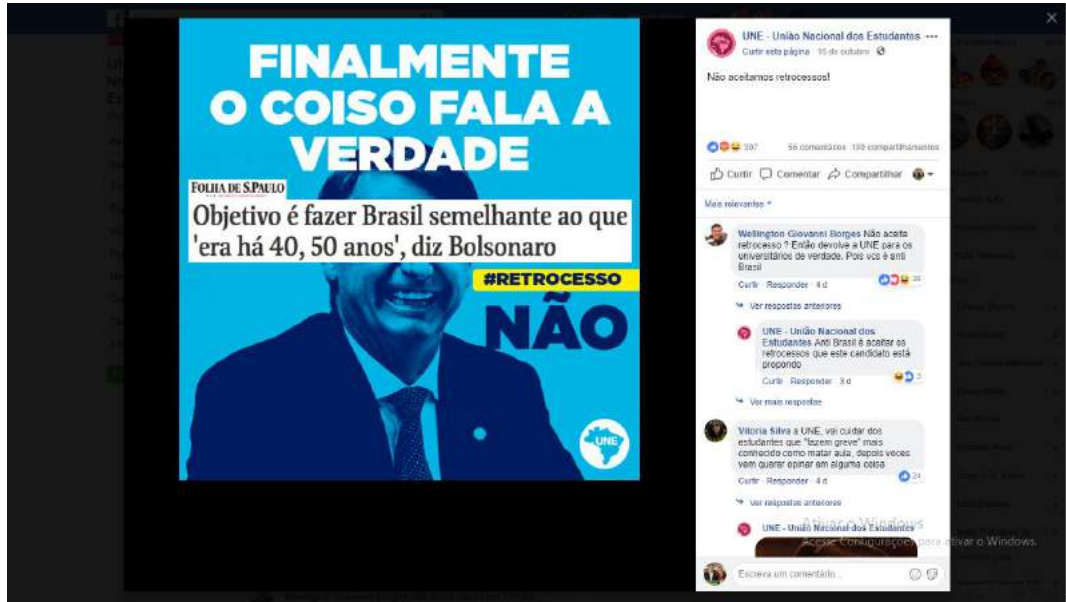 FINALMENTE
O COISO FALA A
VERDADE
FOLHA DE S.PAULO
Objetivo é fazer Brasil semelhante ao que
'era há 40, 50 anos', diz Bolsonaro
#RETROCESSO
NÃO
UNE
UNE - União Nacional dos Estudantes
Curtir esta página · 15 de outubro
Não aceitamos retrocessos!
397
56 comentários
compartilhamentos
Curtir Comentar Compartilhar
Mais relevantes
Wellington Giovanni Borges Não aceita
retrocesso ? Então devolve a UNE para os
universitários de verdade. Pois vcs é anti
Brasil
Curtir · Responder · 4 d
Ver respostas anteriores
UNE - União Nacional dos
Estudantes Anti Brasil é aceitar os
retrocessos que este candidato está
propondo
Curtir · Responder · 3 d
3
Ver mais respostas
Vitoria Silva a UNE, vai cuidar dos
estudantes que "fazem greve" mais
conhecido como matar aula, depois voces
vem querer opinar em alguma coisa
Curtir · Responder · 4 d
24
Ver respostas anteriores
UNE - União Nacional dos Estudantes
Ativar o Windows
Acesse Configurações para ativar o Windows.
Escreva um comentário...